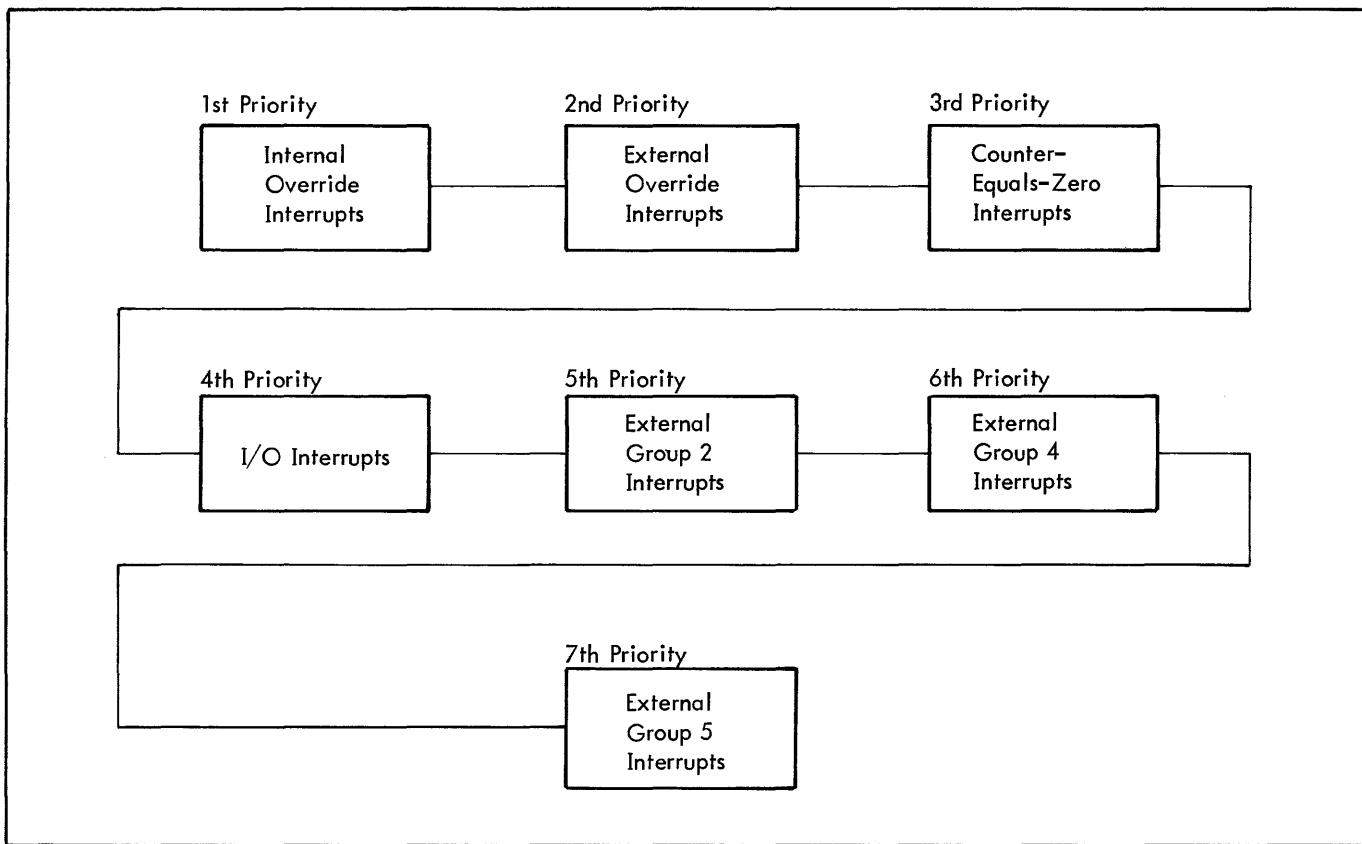 1st Priority
Internal
Override
Interrupts
2nd Priority
External
Override
Interrupts
3rd Priority
Counter-
Equals-Zero
Interrupts
4th Priority
I/O Interrupts
5th Priority
External
Group 2
Interrupts
6th Priority
External
Group 4
Interrupts
7th Priority
External
Group 5
Interrupts